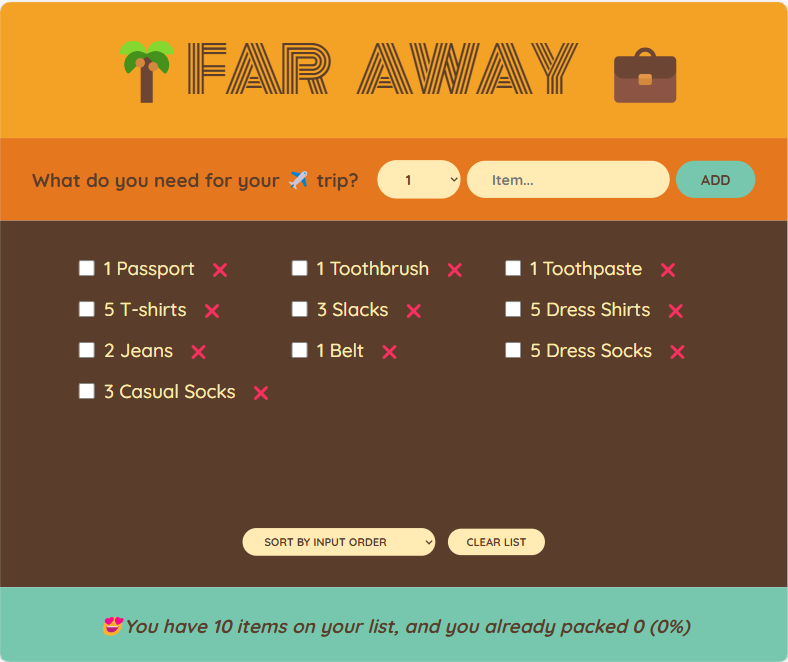 FAR AWAY
What do you need for your ✈️ trip? 1 Item... ADD
1 Passport 1 Toothbrush 1 Toothpaste
5 T-shirts 3 Slacks 5 Dress Shirts
2 Jeans 1 Belt 5 Dress Socks
3 Casual Socks
SORT BY INPUT ORDER CLEAR LIST
😍You have 10 items on your list, and you already packed 0 (0%)